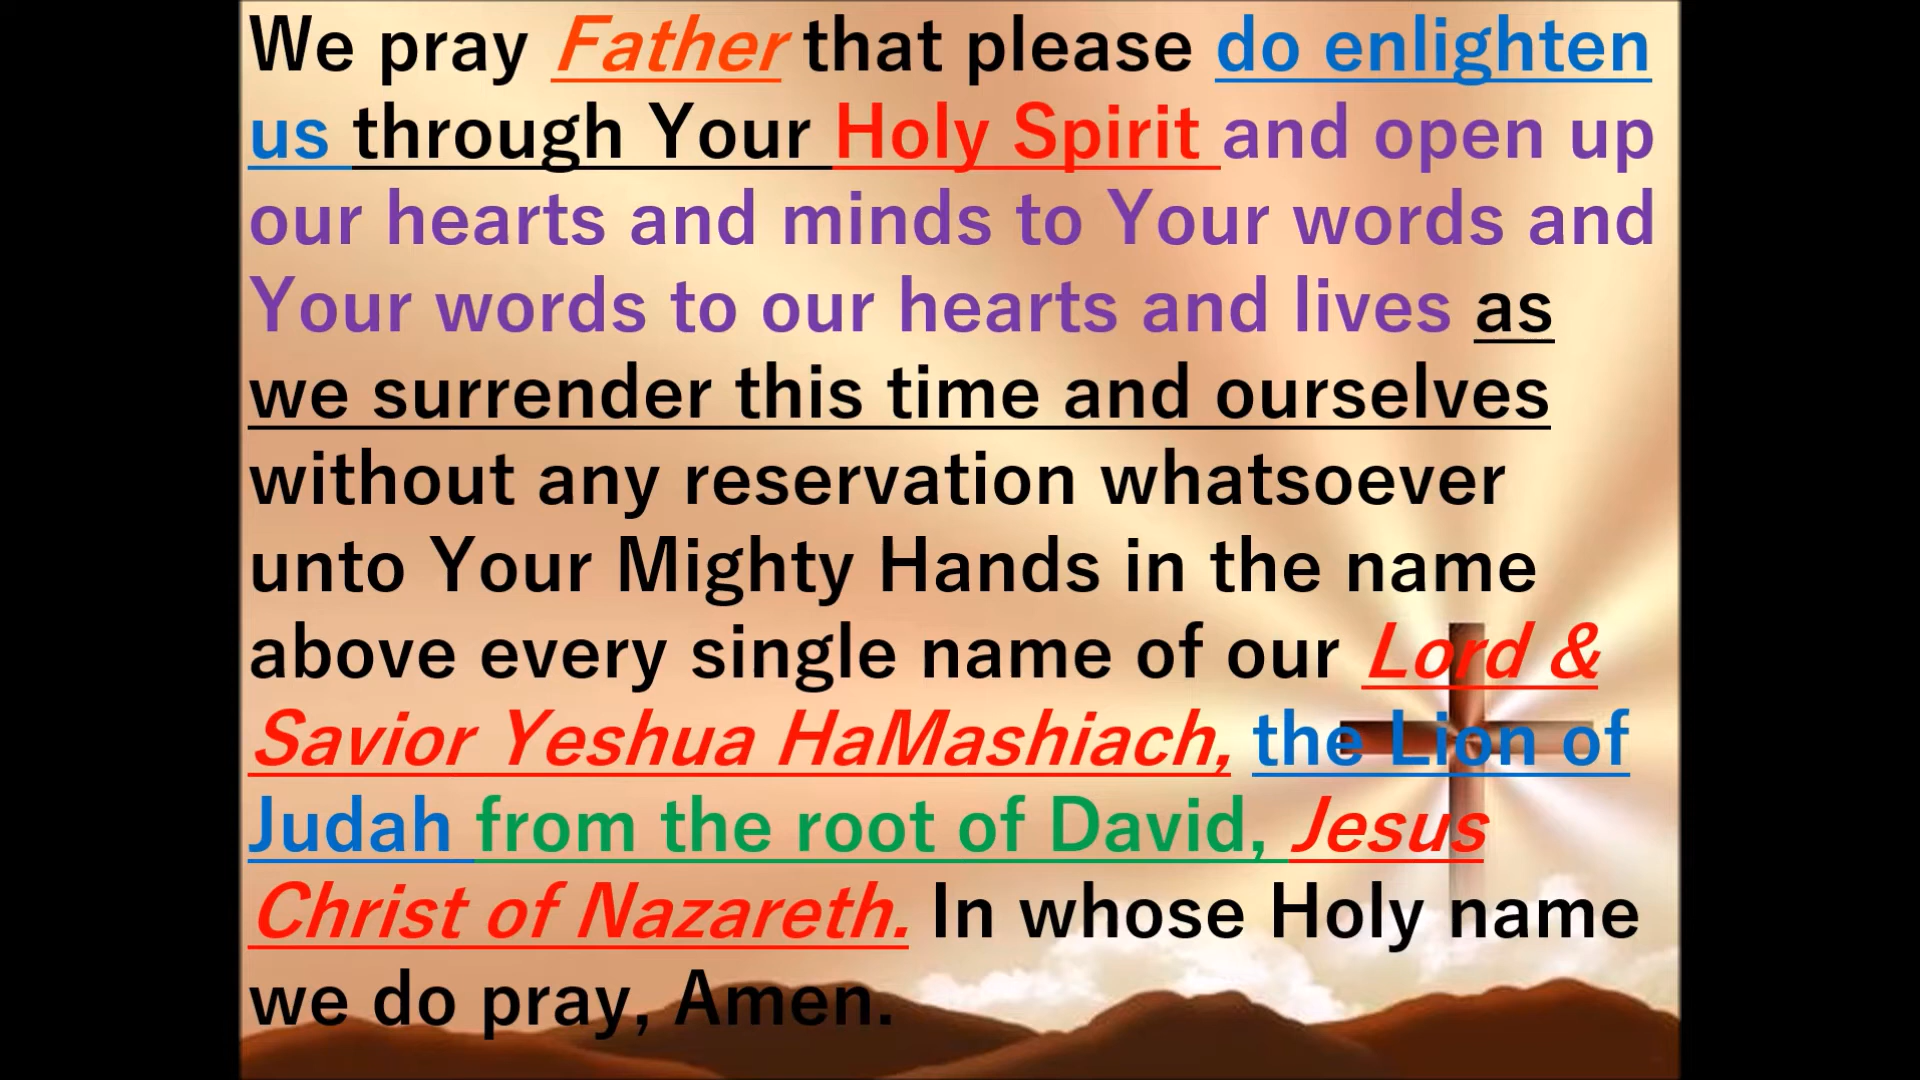 We pray Father that please do enlighten
us through Your Holy Spirit and open up
our hearts and minds to Your words and
Your words to our hearts and lives as
we surrender this time and ourselves
without any reservation whatsoever
unto Your Mighty Hands in the name
above every single name of our Lord &
Savior Yeshua HaMashiach, the Lion of
Judah from the root of David, Jesus
Christ of Nazareth. In whose Holy name
we do pray, Amen.